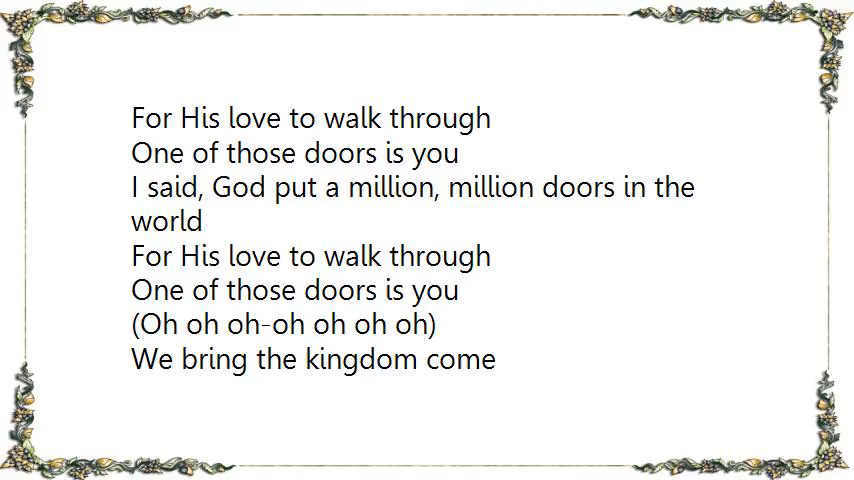 For His love to walk through
One of those doors is you
I said, God put a million, million doors in the
world
For His love to walk through
One of those doors is you
(Oh oh oh-oh oh oh oh)
We bring the kingdom come